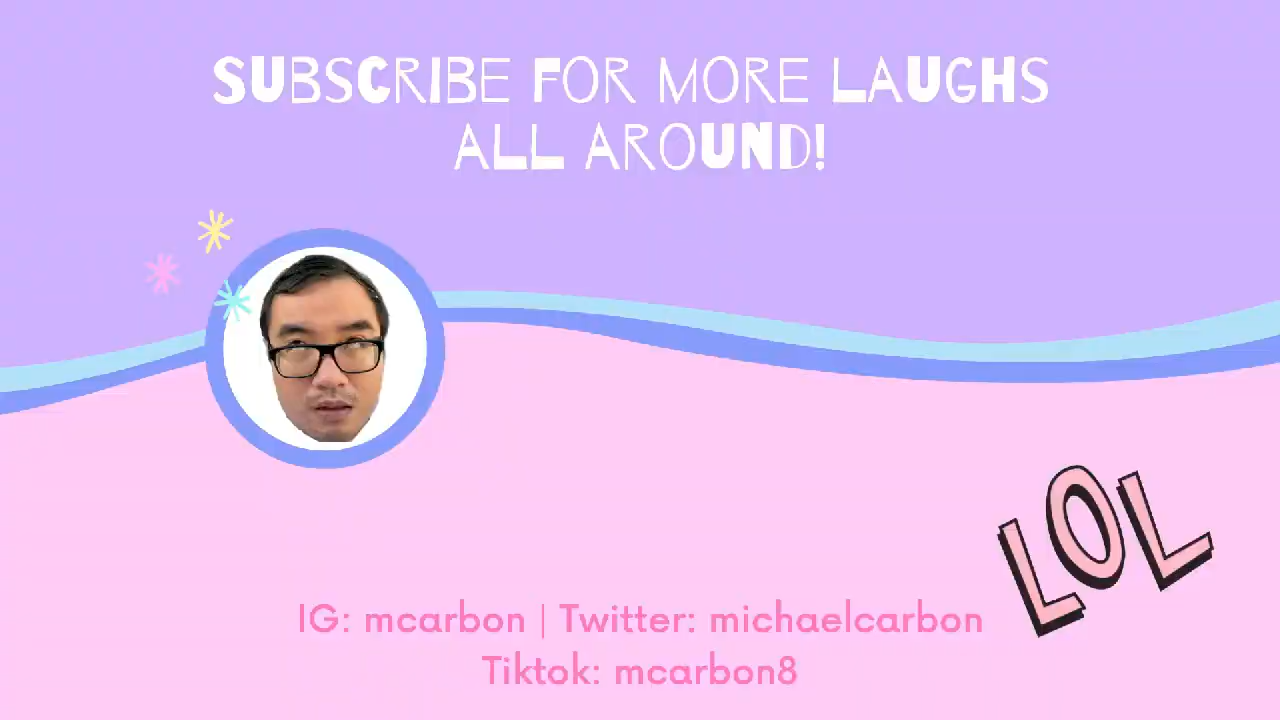 SUBSCRIBE FOR MORE LAUGHS
ALL AROUND!
LOL
IG: mcarbon | Twitter: michaelcarbon
Tiktok: mcarbon8